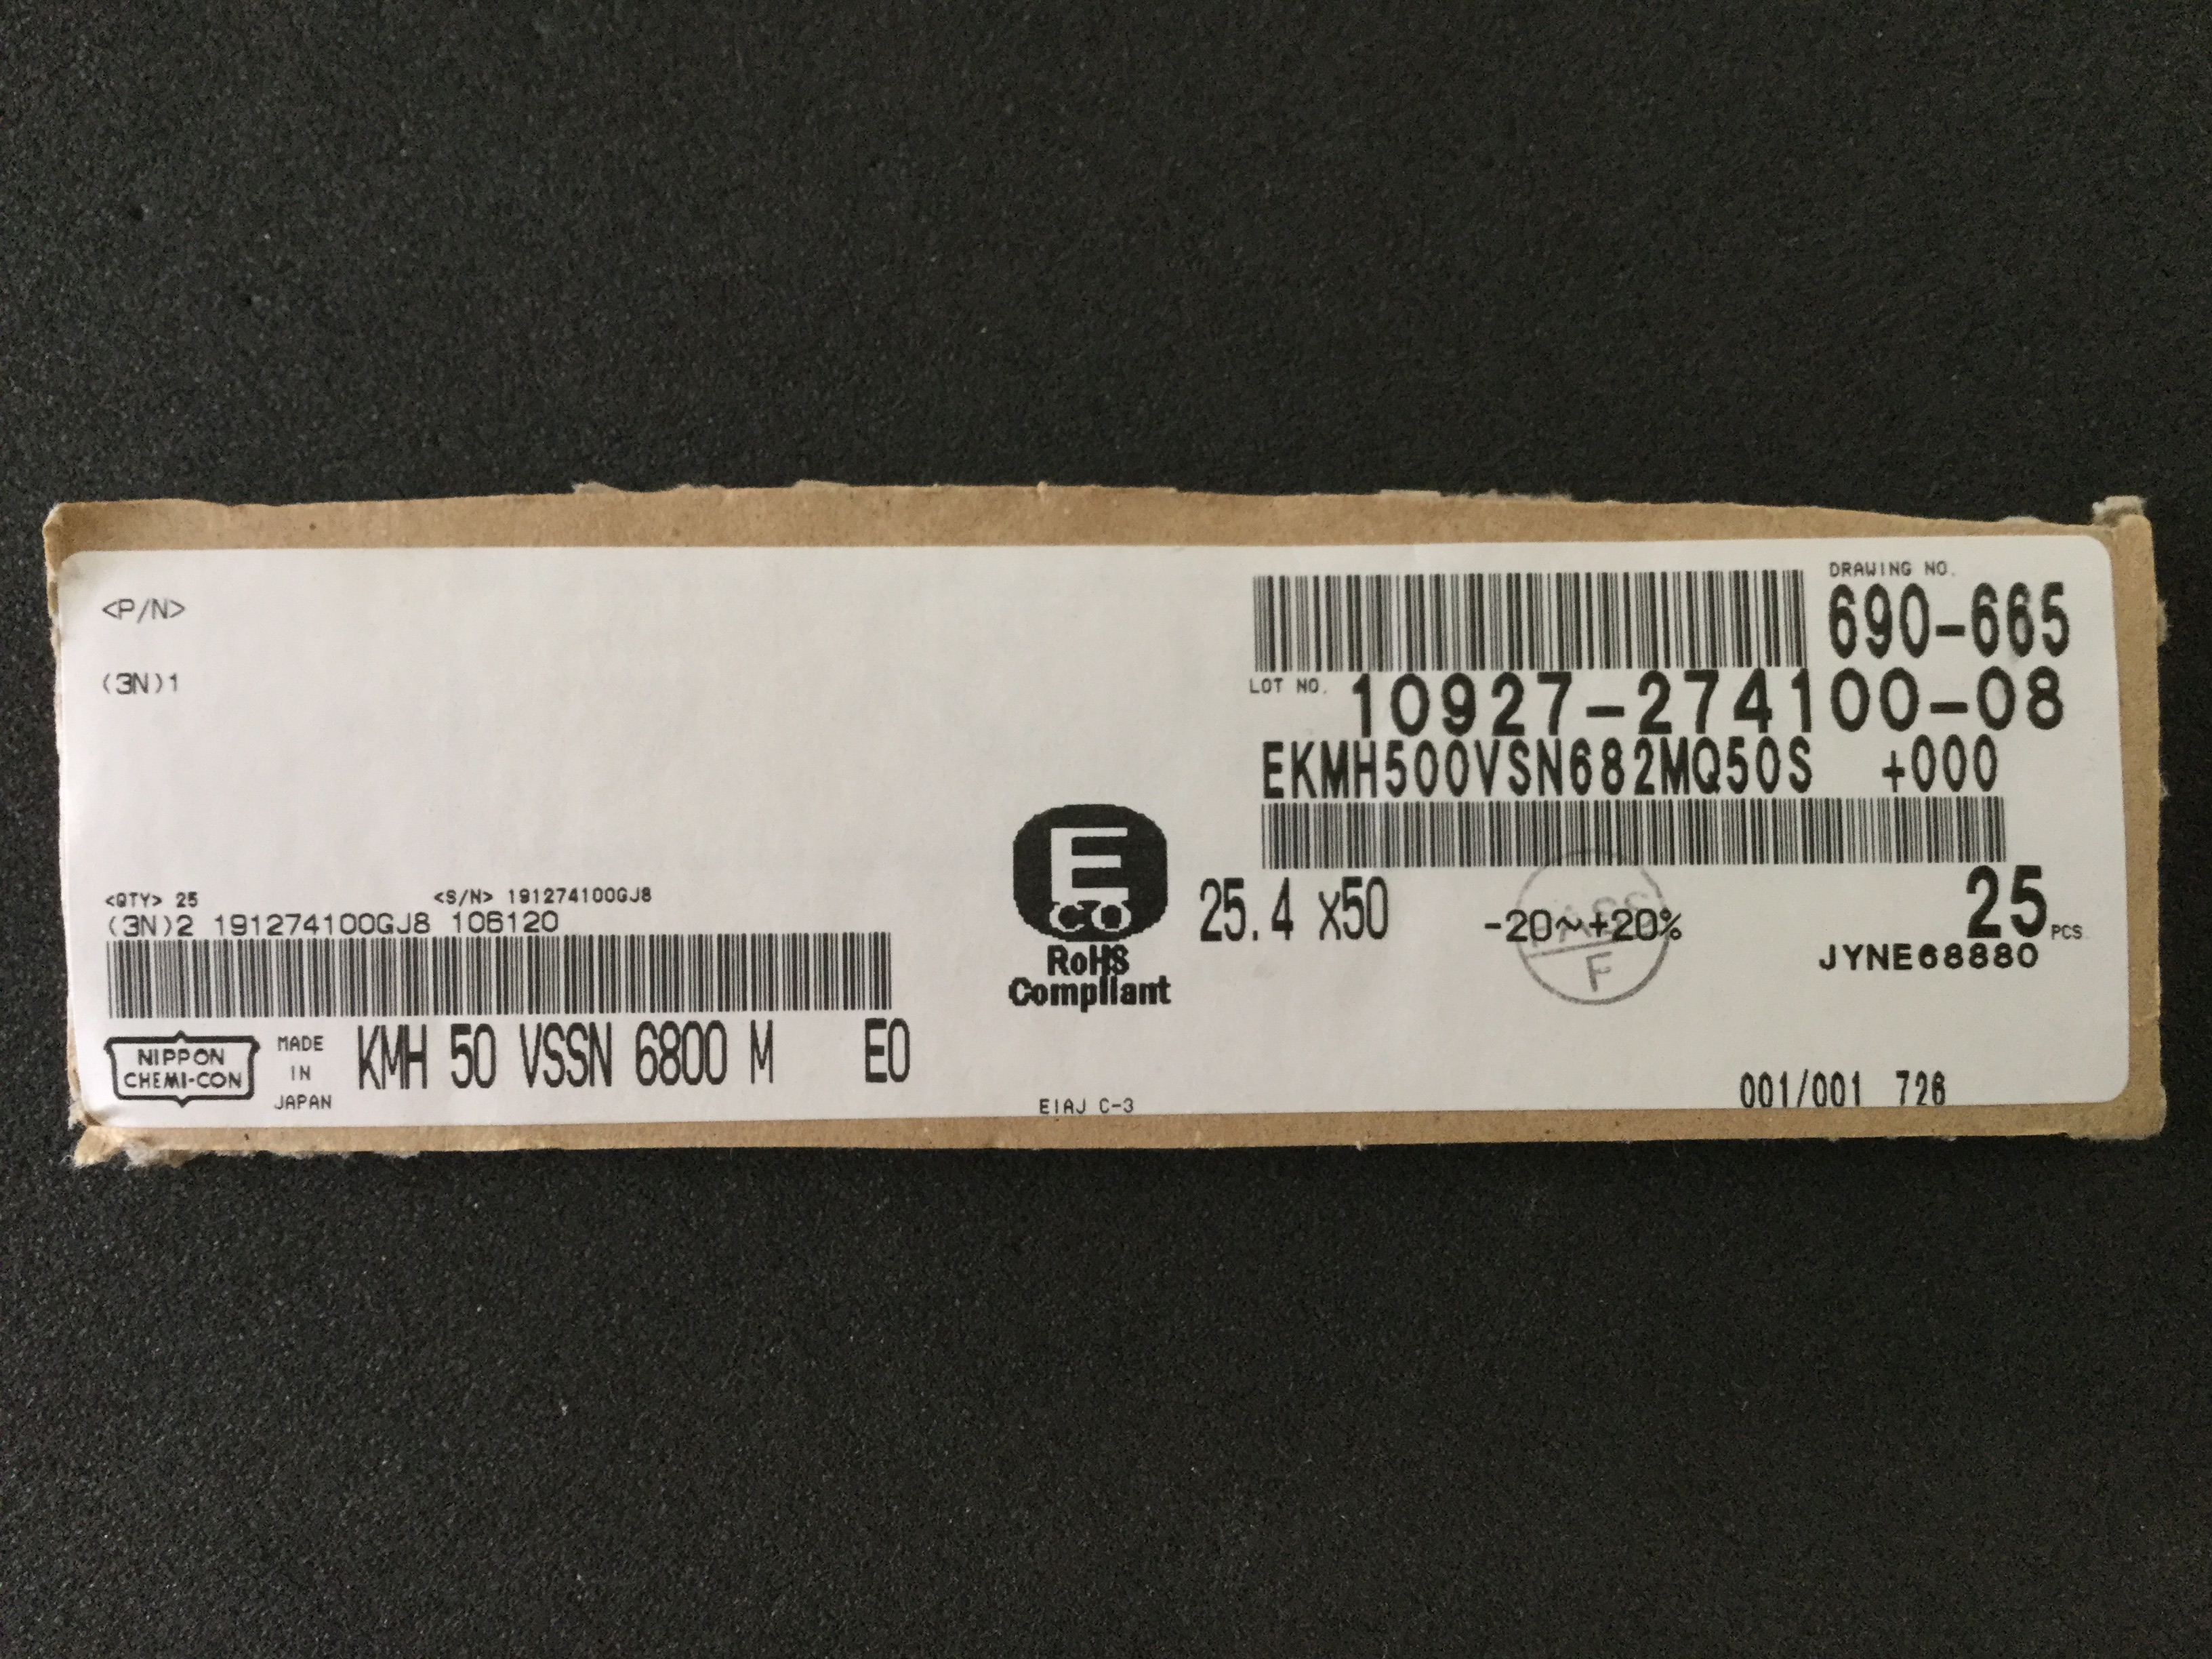 <P/N>
(3N)1
<QTY> 25 <S/N> 191274100GJ8
(3N)2 191274100GJ8 106120
NIPPON
CHEMI-CON
MADE
IN
JAPAN
KMH 50 VSSN 6800 M E0
E
CO
RoHS
Compliant
EIAJ C-3
DRAWING NO.
690-665
LOT NO. 10927-274100-08
EKMH500VSN682MQ50S +000
25.4 x50 -20~+20% 25 PCS.
PASS
F
JYNE68880
001/001 726